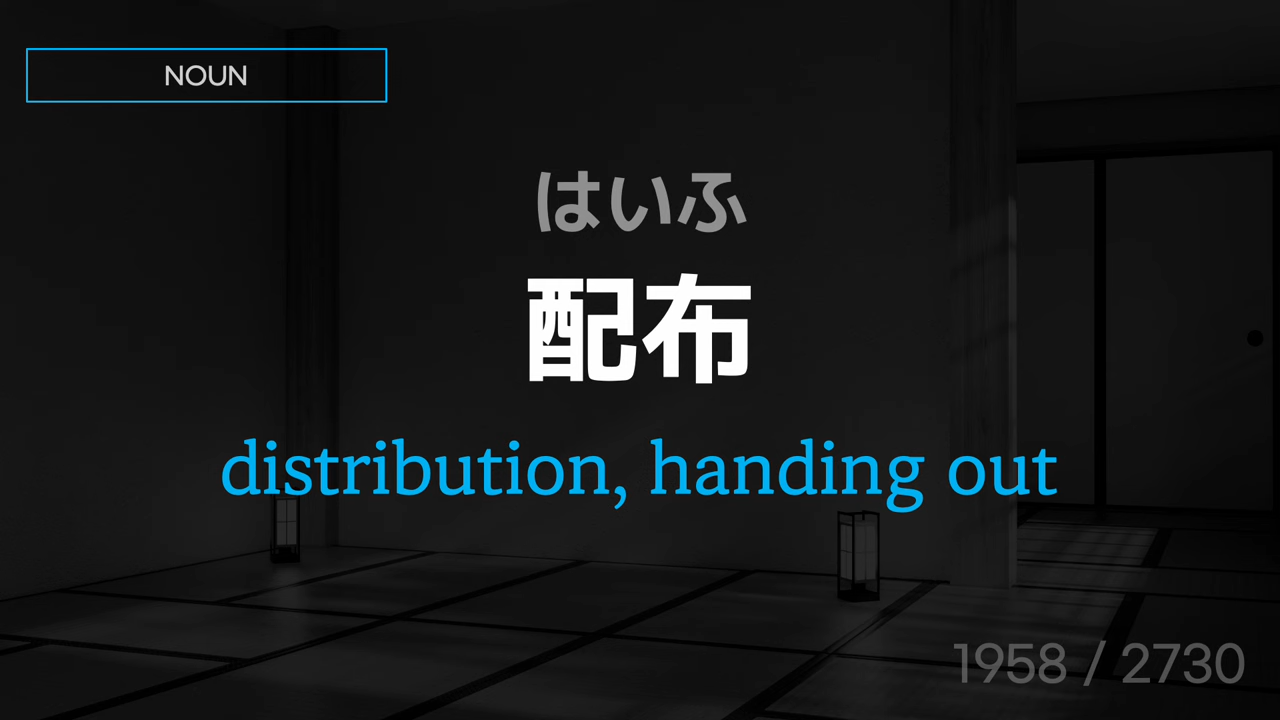 NOUN
はいふ
配布
distribution, handing out
1958 / 2730